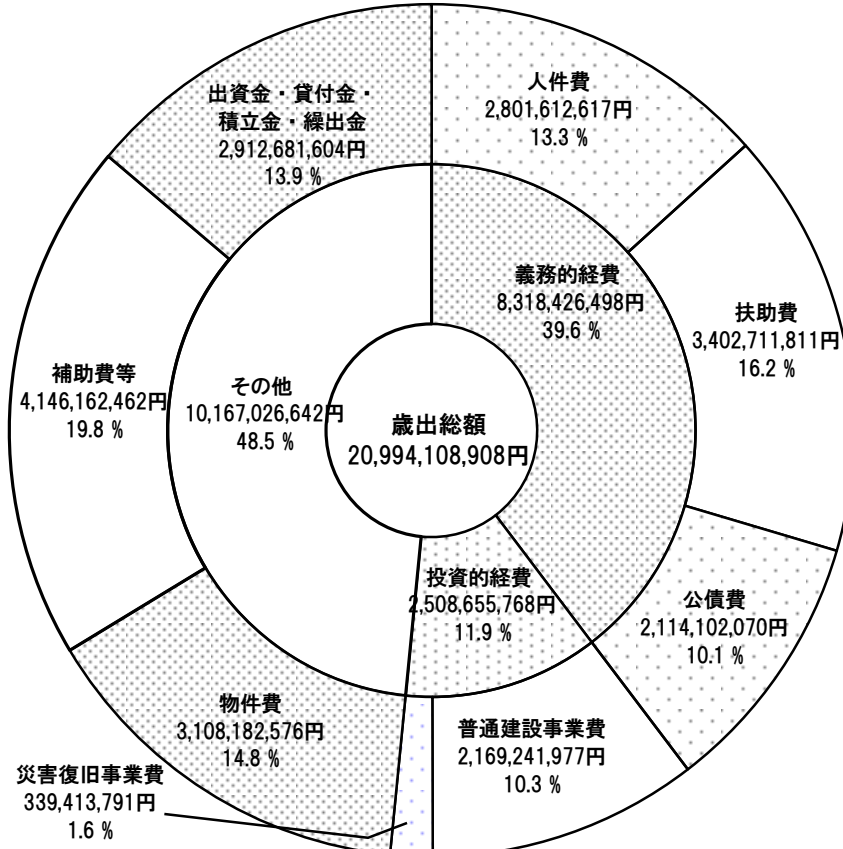 出資金・貸付金・
積立金・繰出金
2,912,681,604円
13.9 %
人件費
2,801,612,617円
13.3 %
義務的経費
8,318,426,498円
39.6 %
扶助費
3,402,711,811円
16.2 %
補助費等
4,146,162,462円
19.8 %
その他
10,167,026,642円
48.5 %
歳出総額
20,994,108,908円
投資的経費
2,508,655,768円
11.9 %
公債費
2,114,102,070円
10.1 %
物件費
3,108,182,576円
14.8 %
普通建設事業費
2,169,241,977円
10.3 %
災害復旧事業費
339,413,791円
1.6 %